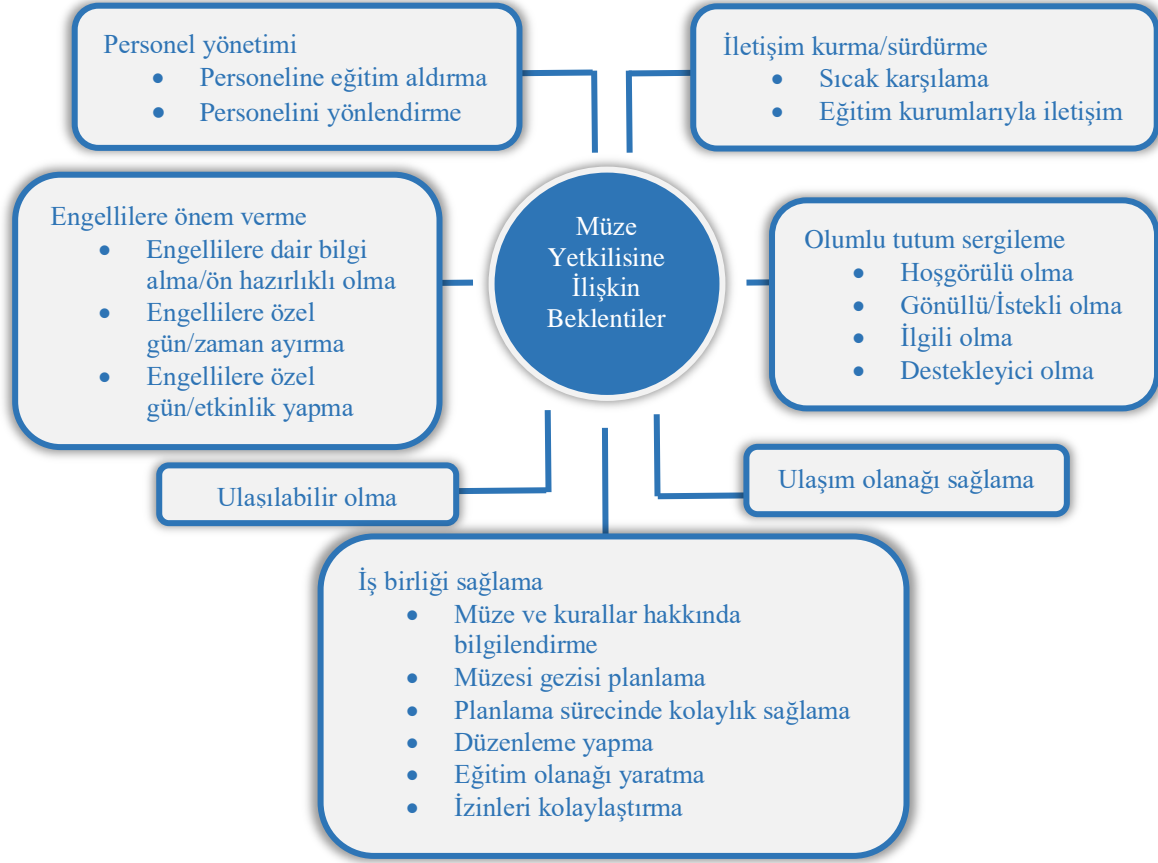 Personel yönetimi
• Personeline eğitim aldırma
• Personelini yönlendirme
İletişim kurma/sürdürme
• Sıcak karşılama
• Eğitim kurumlarıyla iletişim
Engellilere önem verme
• Engellilere dair bilgi
alma/ön hazırlıklı olma
• Engellilere özel
gün/zaman ayırma
• Engellilere özel
gün/etkinlik yapma
Müze
Yetkilisine
İlişkin
Beklentiler
Olumlu tutum sergileme
• Hoşgörülü olma
• Gönüllü/İstekli olma
• İlgili olma
• Destekleyici olma
Ulaşılabilir olma
Ulaşım olanağı sağlama
İş birliği sağlama
• Müze ve kurallar hakkında
bilgilendirme
• Müzesi gezisi planlama
• Planlama sürecinde kolaylık sağlama
• Düzenleme yapma
• Eğitim olanağı yaratma
• İzinleri kolaylaştırma